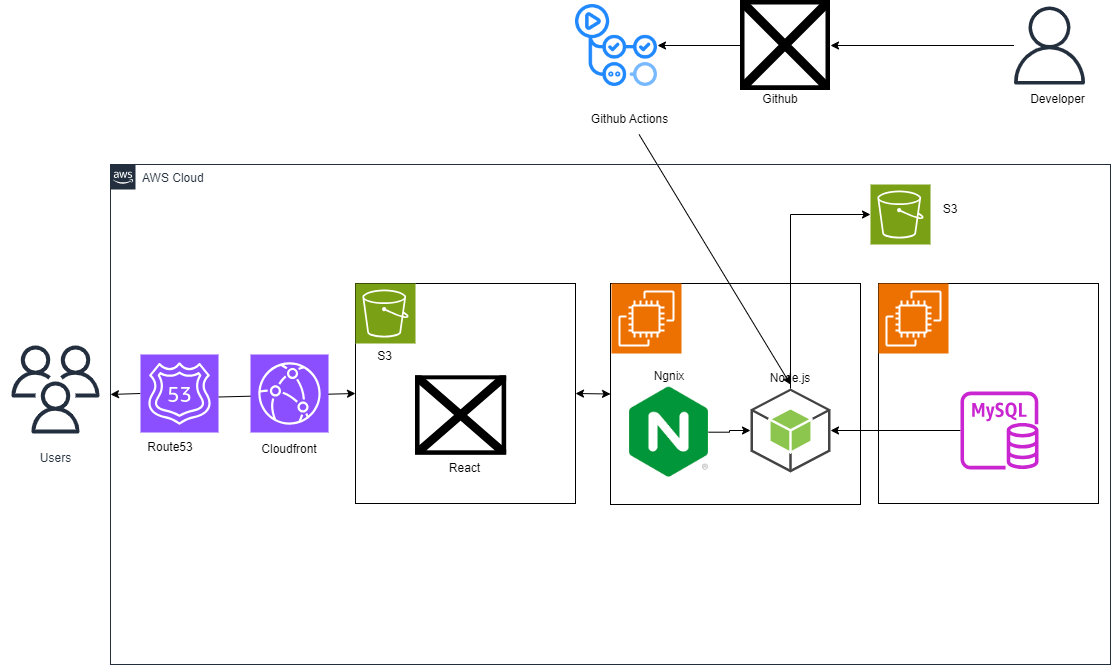 Github
Developer
Github Actions
aws
AWS Cloud
S3
S3
53
Ngnix
Node.js
MySQL
N
®
Route53
Cloudfront
React
Users